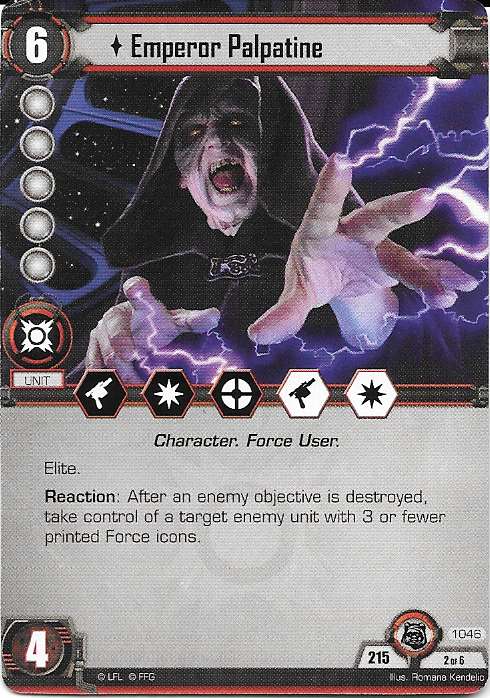 6
Emperor Palpatine
UNIT
Character. Force User.
Elite.
Reaction: After an enemy objective is destroyed,
take control of a target enemy unit with 3 or fewer
printed Force icons.
4
215
1046
2 OF 6
© LFL © FFG
Illus. Romana Kendelic